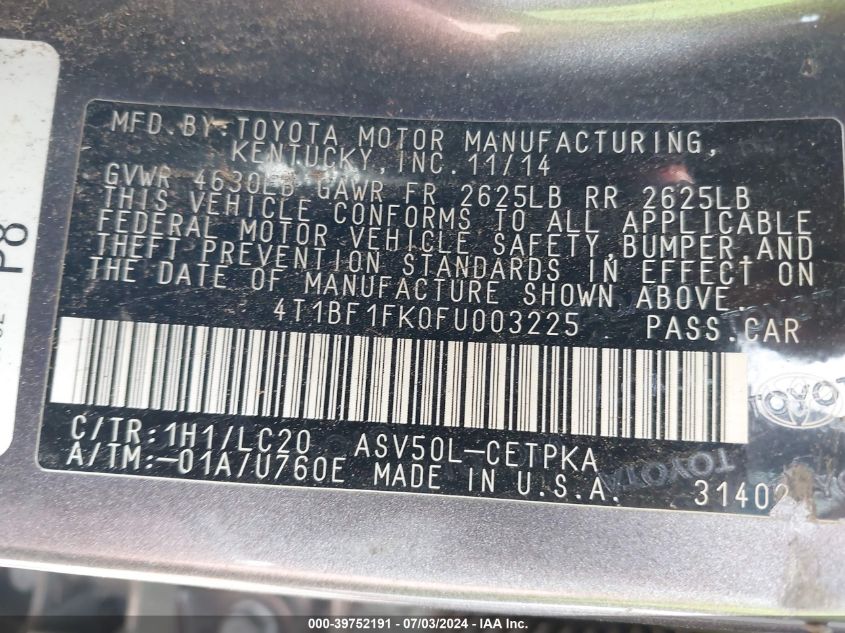 MFD.BY:TOYOTA MOTOR MANUFACTURING,
KENTUCKY,INC.11/14
GVWR 4630LB GAWR FR 2625LB RR 2625LB
THIS VEHICLE CONFORMS TO ALL APPLICABLE
FEDERAL MOTOR VEHICLE SAFETY,BUMPER,AND
THEFT PREVENTION STANDARDS IN EFFECT ON
THE DATE OF MANUFACTURE SHOWN ABOVE.
4T1BF1FK0FU003225 PASS.CAR
C/TR:1H1/LC20 ASV50L-CETPKA
A/TM:-01A/U760E MADE IN U.S.A. 31402
P8
TOYOTA
TOYOTA
000-39752191 - 07/03/2024 - IAA Inc.